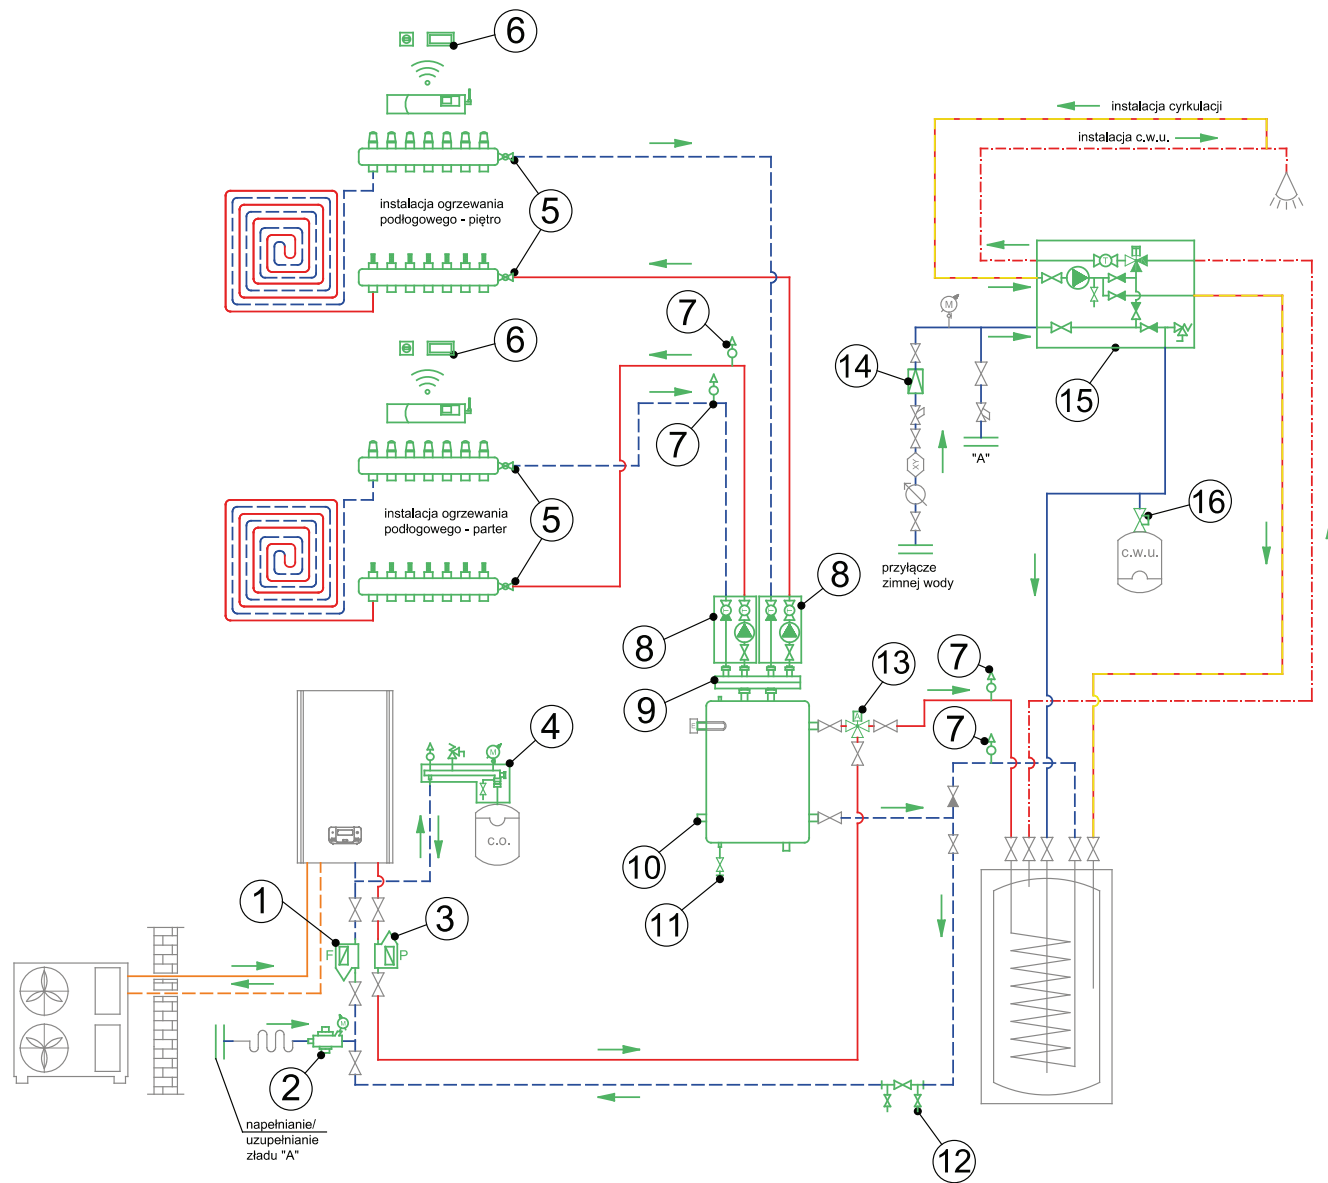 6
instalacja cyrkulacji
instalacja c.w.u.
5
instalacja ogrzewania
podłogowego - piętro
M
T
7
6
14
15
7
"A"
XY
5
instalacja ogrzewania
podłogowego - parter
16
c.w.u.
przyłącze
zimnej wody
8
8
T
T
T
T
13
7
9
A
E
7
4
M
c.o.
10
11
1
3
F
P
M
2
napełnianie/
uzupełnianie
zładu "A"
12